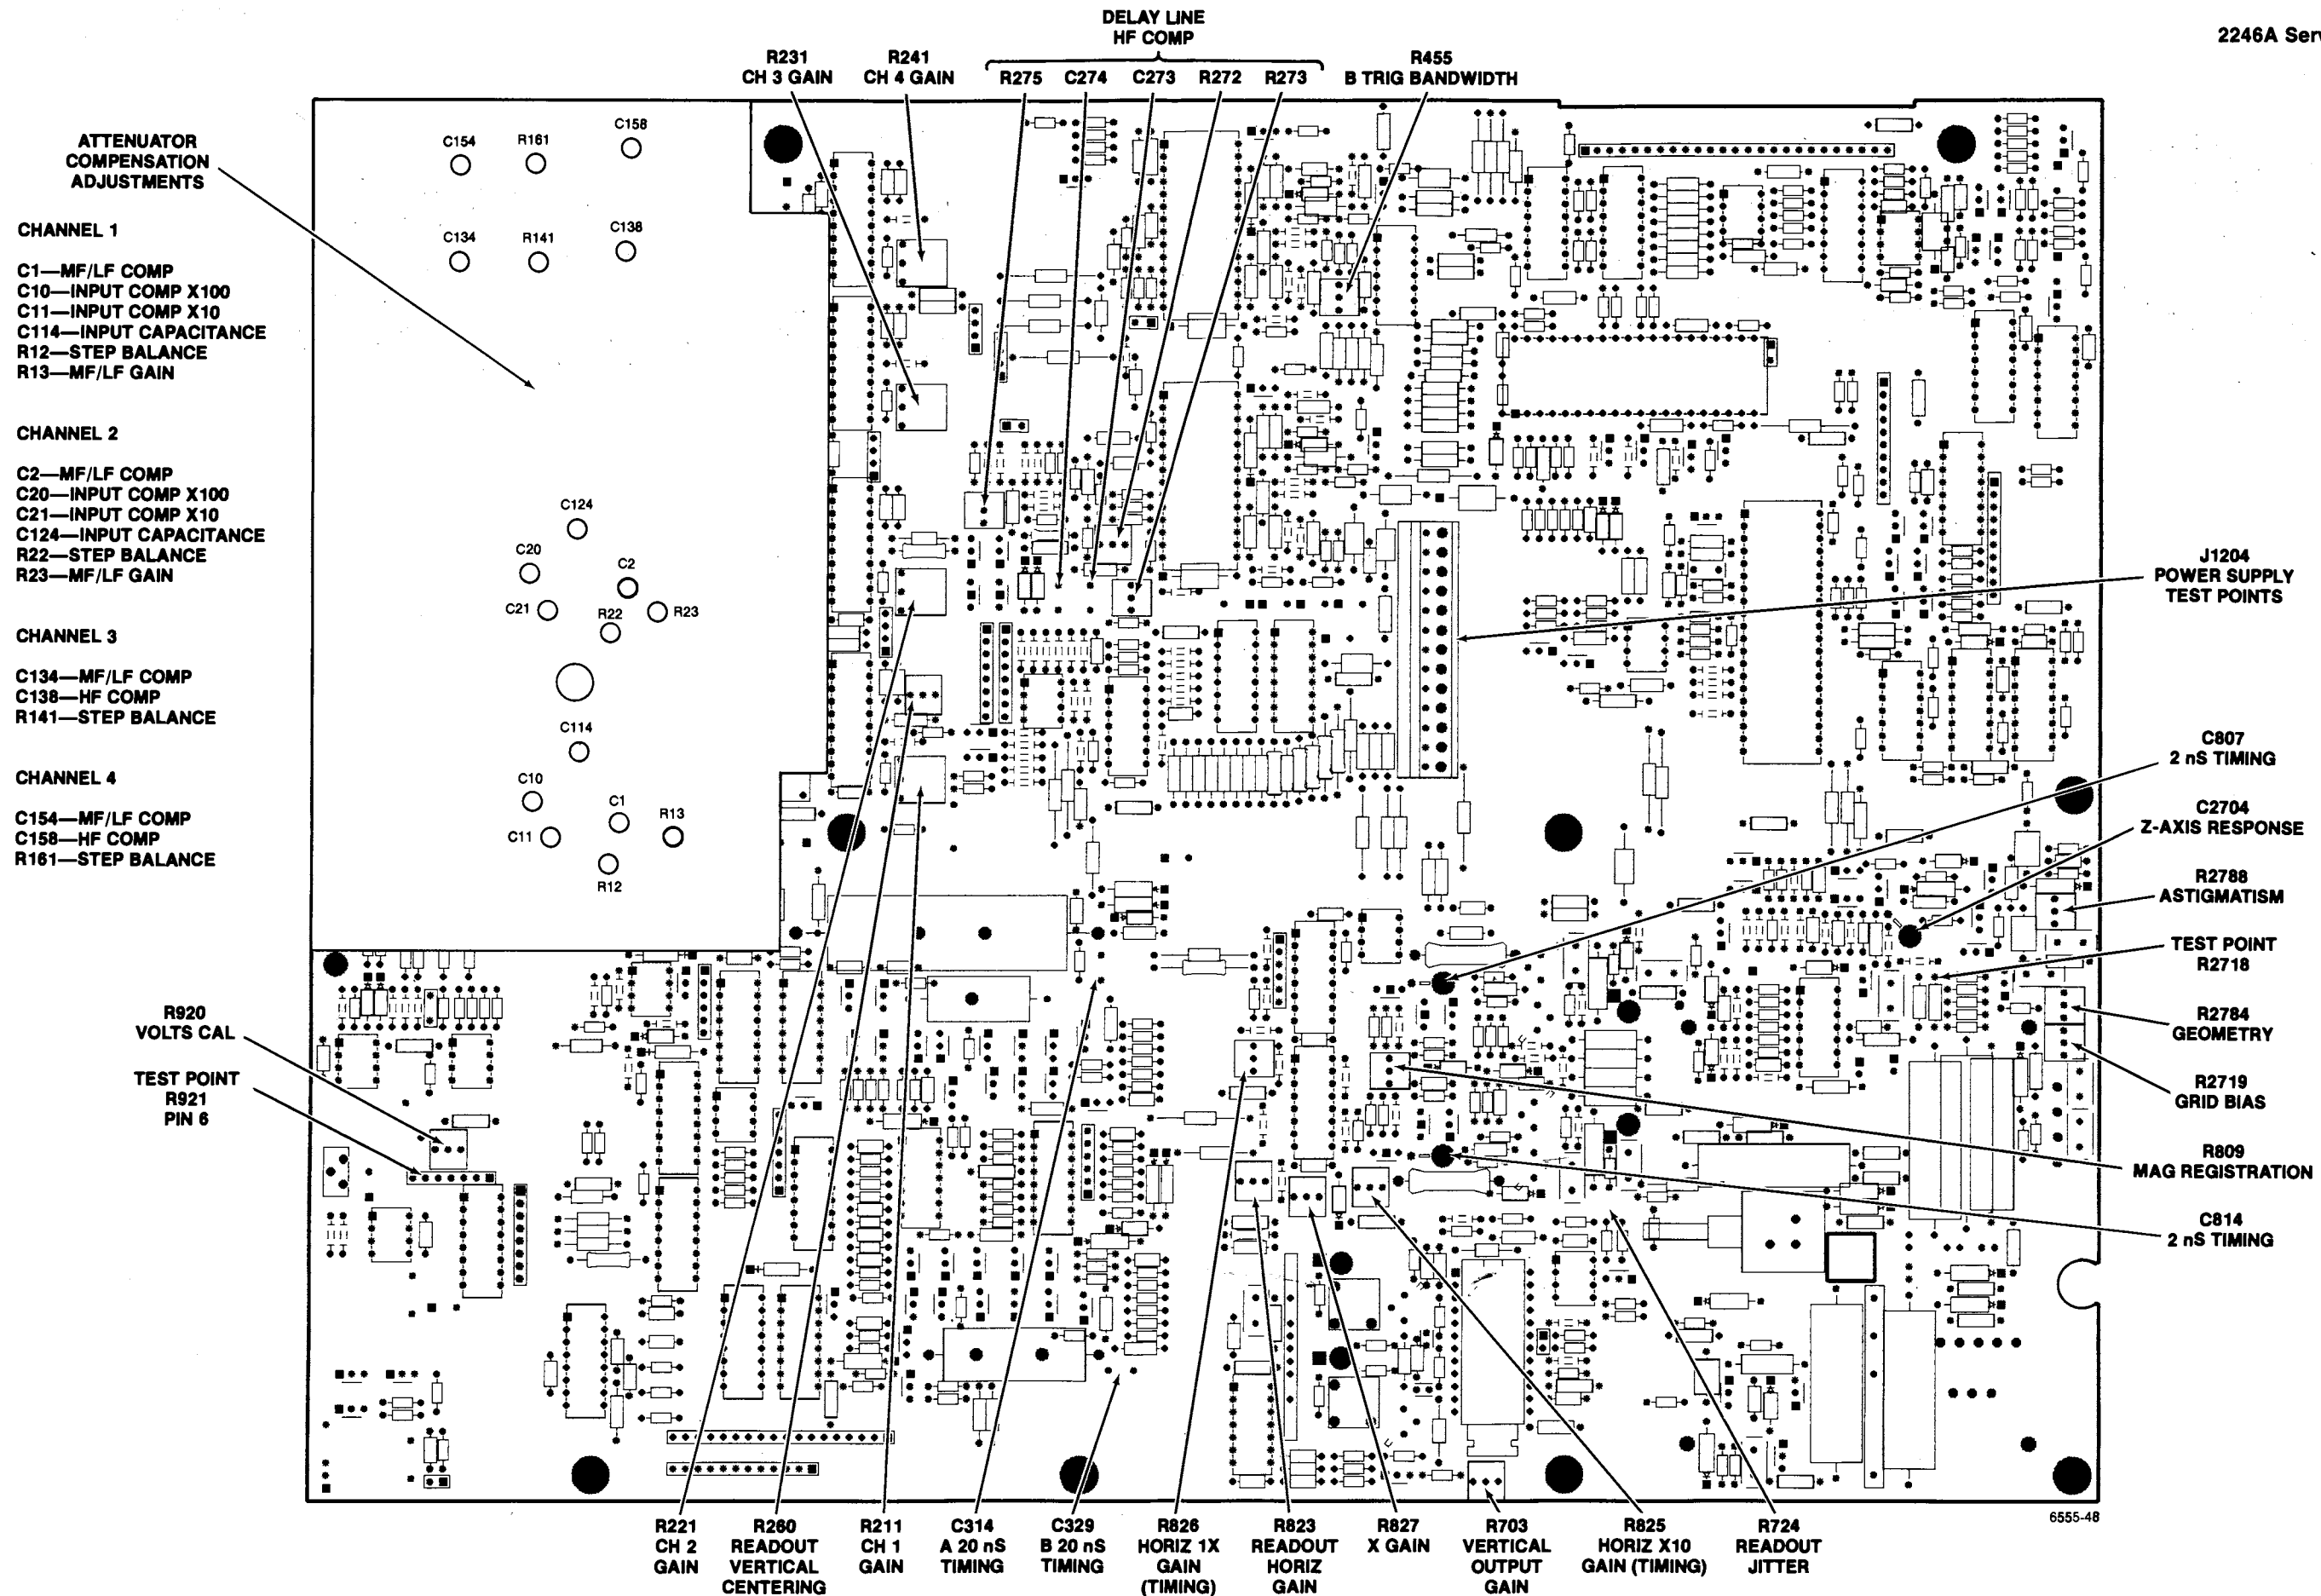 2246A Ser
DELAY LINE
HF COMP
R231
CH 3 GAIN
R241
CH 4 GAIN
R275 C274 C273 R272 R273
R455
B TRIG BANDWIDTH
ATTENUATOR
COMPENSATION
ADJUSTMENTS
CHANNEL 1
C1—MF/LF COMP
C10—INPUT COMP X100
C11—INPUT COMP X10
C114—INPUT CAPACITANCE
R12—STEP BALANCE
R13—MF/LF GAIN
CHANNEL 2
C2—MF/LF COMP
C20—INPUT COMP X100
C21—INPUT COMP X10
C124—INPUT CAPACITANCE
R22—STEP BALANCE
R23—MF/LF GAIN
CHANNEL 3
C134—MF/LF COMP
C138—HF COMP
R141—STEP BALANCE
CHANNEL 4
C154—MF/LF COMP
C158—HF COMP
R161—STEP BALANCE
R920
VOLTS CAL
TEST POINT
R921
PIN 6
C154
R161
C158
C134
R141
C138
C124
C20
C2
C21
R22
R23
C114
C10
C1
R13
C11
R12
J1204
POWER SUPPLY
TEST POINTS
C807
2 nS TIMING
C2704
Z-AXIS RESPONSE
R2788
ASTIGMATISM
TEST POINT
R2718
R2784
GEOMETRY
R2719
GRID BIAS
R809
MAG REGISTRATION
C814
2 nS TIMING
6555-48
R221
CH 2
GAIN
R260
READOUT
VERTICAL
CENTERING
R211
CH 1
GAIN
C314
A 20 nS
TIMING
C329
B 20 nS
TIMING
R826
HORIZ 1X
GAIN
(TIMING)
R823
READOUT
HORIZ
GAIN
R827
X GAIN
R703
VERTICAL
OUTPUT
GAIN
R825
HORIZ X10
GAIN (TIMING)
R724
READOUT
JITTER